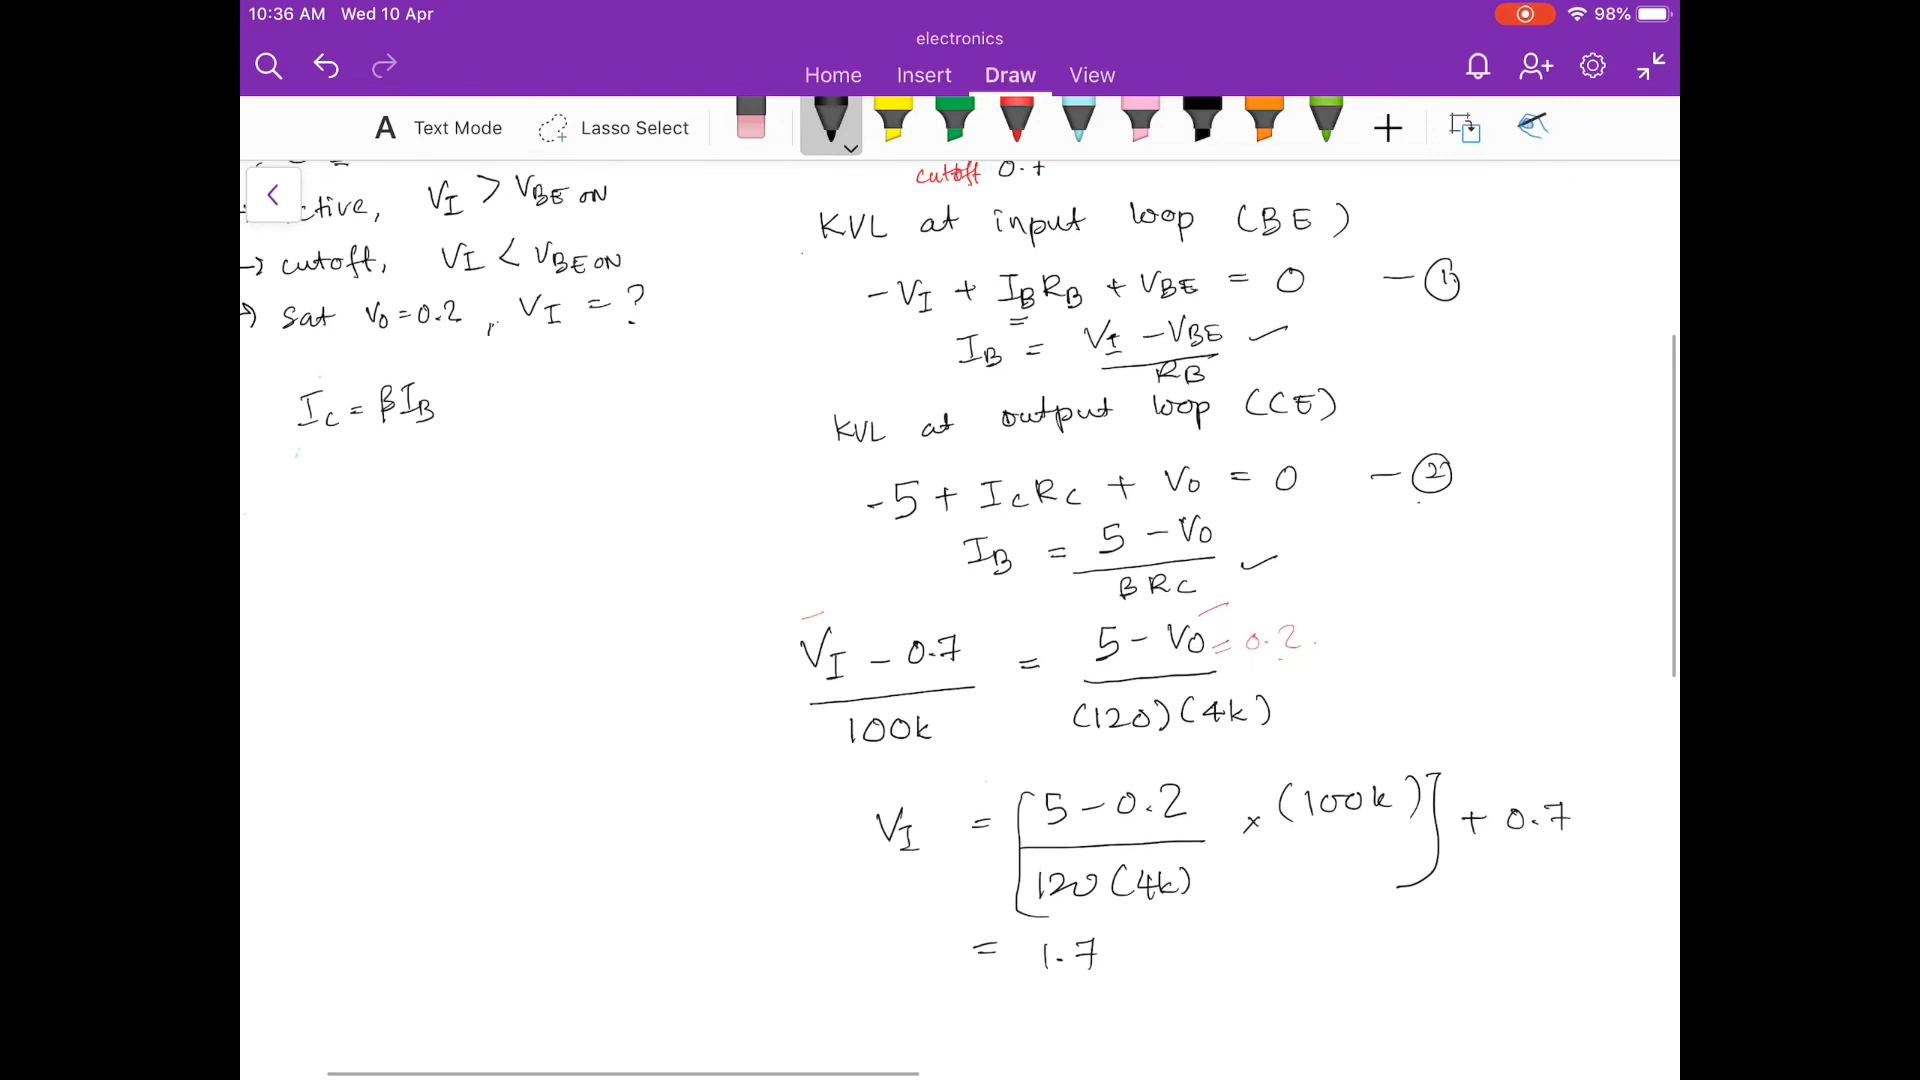 10:36 AM Wed 10 Apr
98%
electronics
Home Insert Draw View
A Text Mode Lasso Select
ctive, VI > VBE ON
→ cutoff, VI < VBE ON
→ Sat Vo = 0.2, VI = ?
IC = βIB
cutoff 0.7
KVL at input loop (BE)
-VI + IBRB + VBE = 0 - ①
IB = VI - VBE ✓
RB
KVL at output loop (CE)
-5 + ICRC + Vo = 0 - ②
IB = 5 - Vo ✓
βRC
VI - 0.7 = 5 - Vo = 0.2
100k (120)(4k)
VI = [5 - 0.2 × (100k)] + 0.7
120(4k)
= 1.7